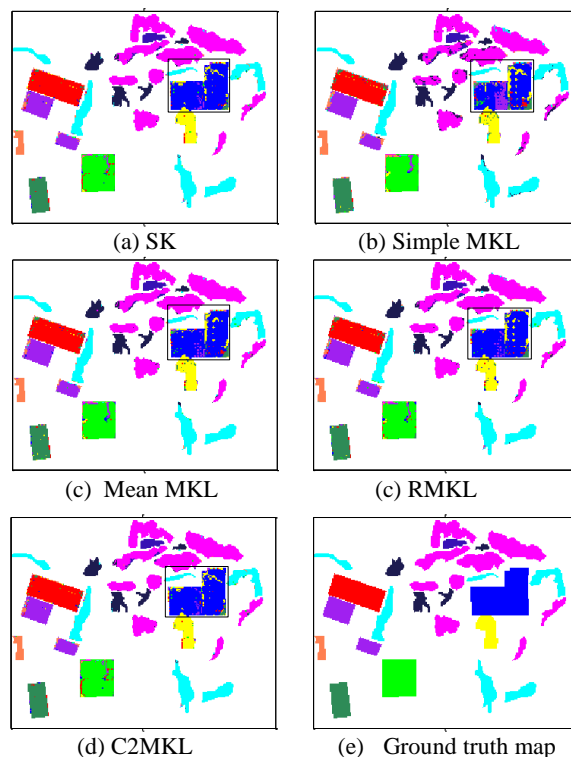 (a) SK
(b) Simple MKL
(c) Mean MKL
(c) RMKL
(d) C2MKL
(e) Ground truth map